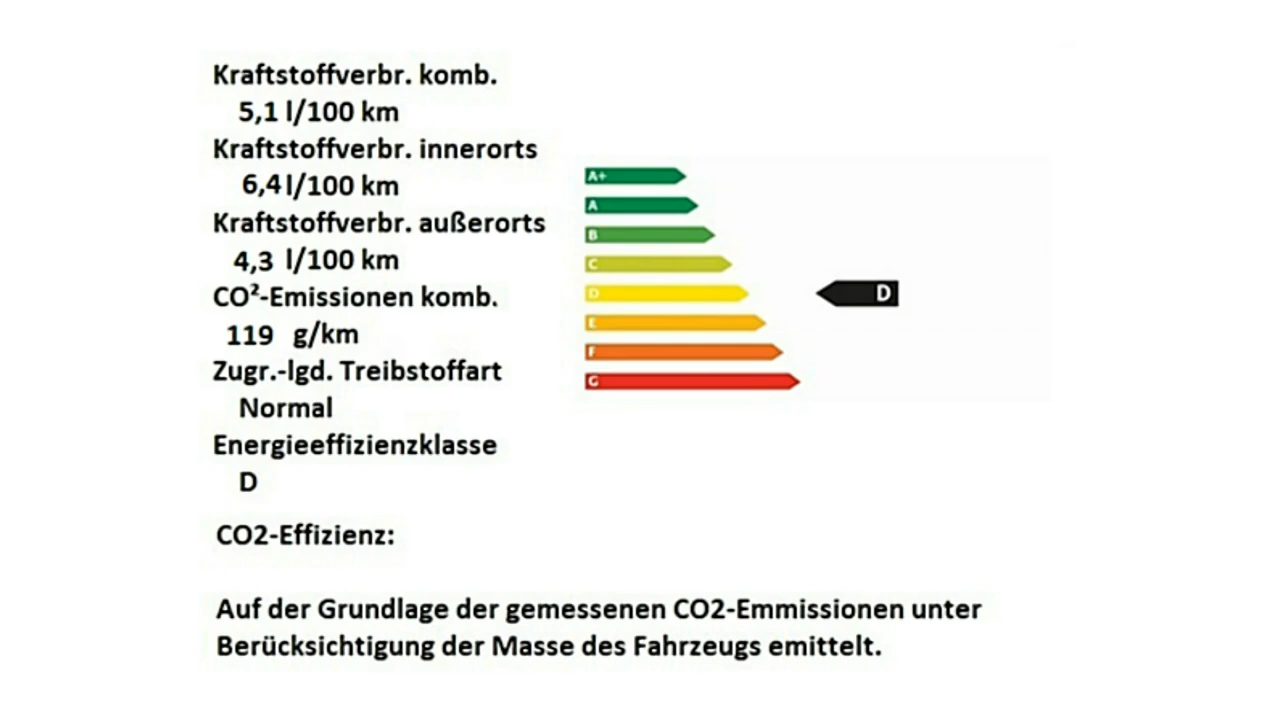 Kraftstoffverbr. komb.
5,1 l/100 km
Kraftstoffverbr. innerorts
6,4 l/100 km
Kraftstoffverbr. außerorts
4,3 l/100 km
CO²-Emissionen komb.
119 g/km
Zugr.-lgd. Treibstoffart
Normal
Energieeffizienzklasse
D
A+
A
B
C
D
D
E
F
G
CO2-Effizienz:
Auf der Grundlage der gemessenen CO2-Emmissionen unter
Berücksichtigung der Masse des Fahrzeugs emittelt.